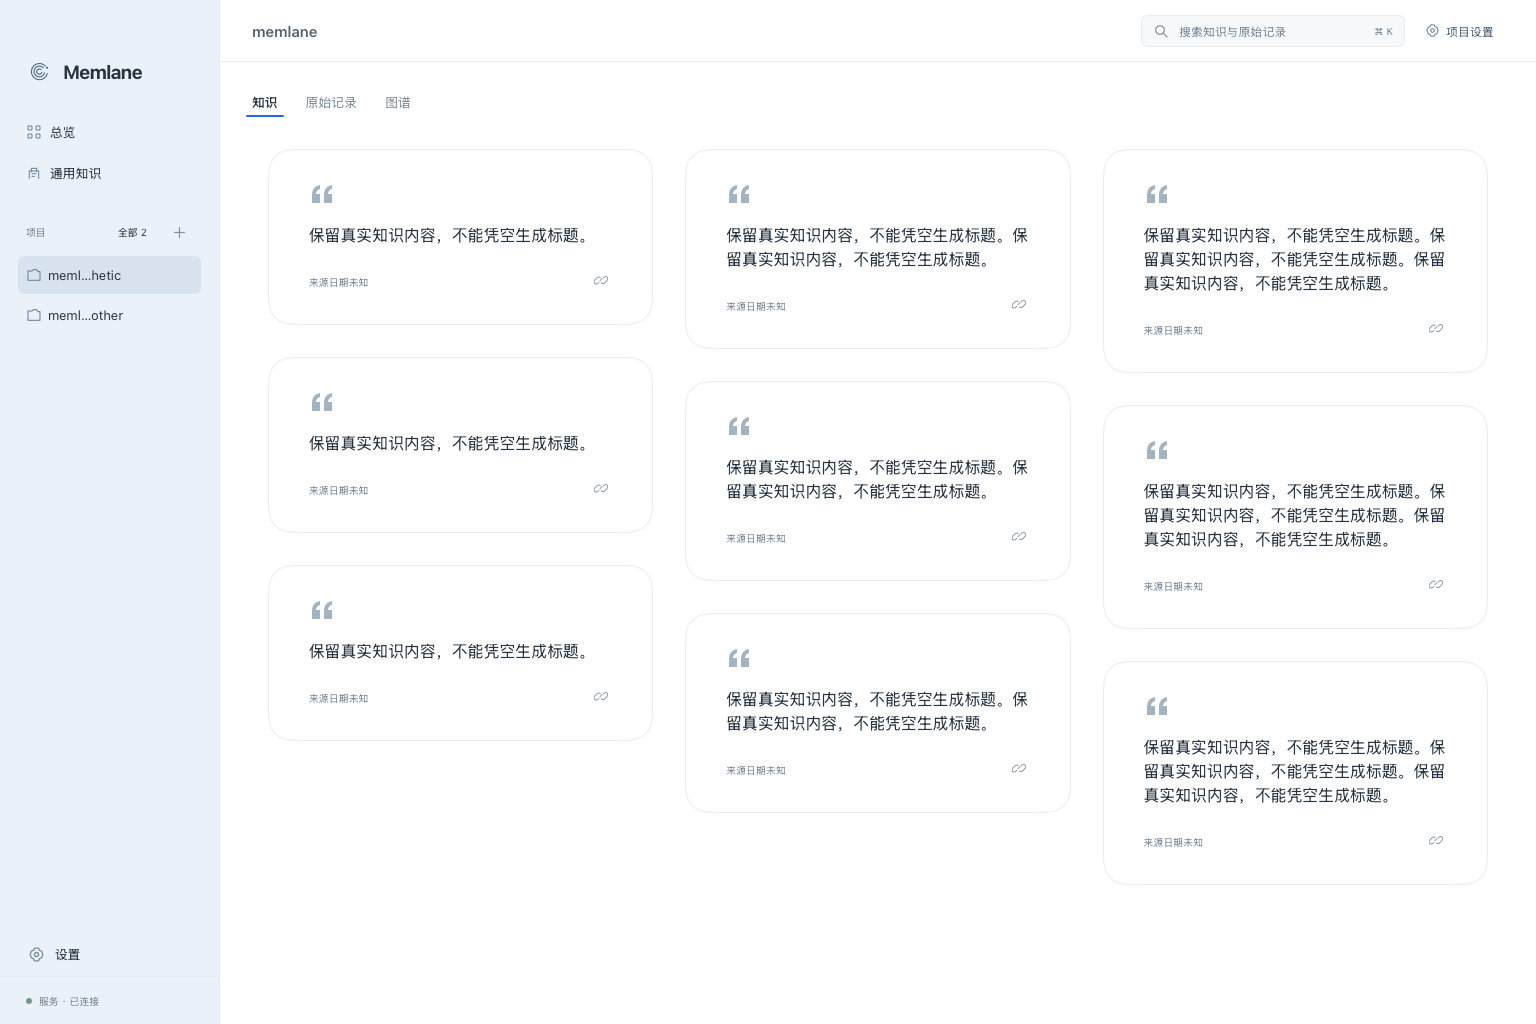 Memlane
总览
通用知识
项目
全部 2
meml...hetic
meml...other
设置
服务 · 已连接
memlane
搜索知识与原始记录
⌘ K
项目设置
知识
原始记录
图谱
保留真实知识内容，不能凭空生成标题。
来源日期未知
保留真实知识内容，不能凭空生成标题。
来源日期未知
保留真实知识内容，不能凭空生成标题。
来源日期未知
保留真实知识内容，不能凭空生成标题。保
留真实知识内容，不能凭空生成标题。
来源日期未知
保留真实知识内容，不能凭空生成标题。保
留真实知识内容，不能凭空生成标题。
来源日期未知
保留真实知识内容，不能凭空生成标题。保
留真实知识内容，不能凭空生成标题。
来源日期未知
保留真实知识内容，不能凭空生成标题。保
留真实知识内容，不能凭空生成标题。保留
真实知识内容，不能凭空生成标题。
来源日期未知
保留真实知识内容，不能凭空生成标题。保
留真实知识内容，不能凭空生成标题。保留
真实知识内容，不能凭空生成标题。
来源日期未知
保留真实知识内容，不能凭空生成标题。保
留真实知识内容，不能凭空生成标题。保留
真实知识内容，不能凭空生成标题。
来源日期未知